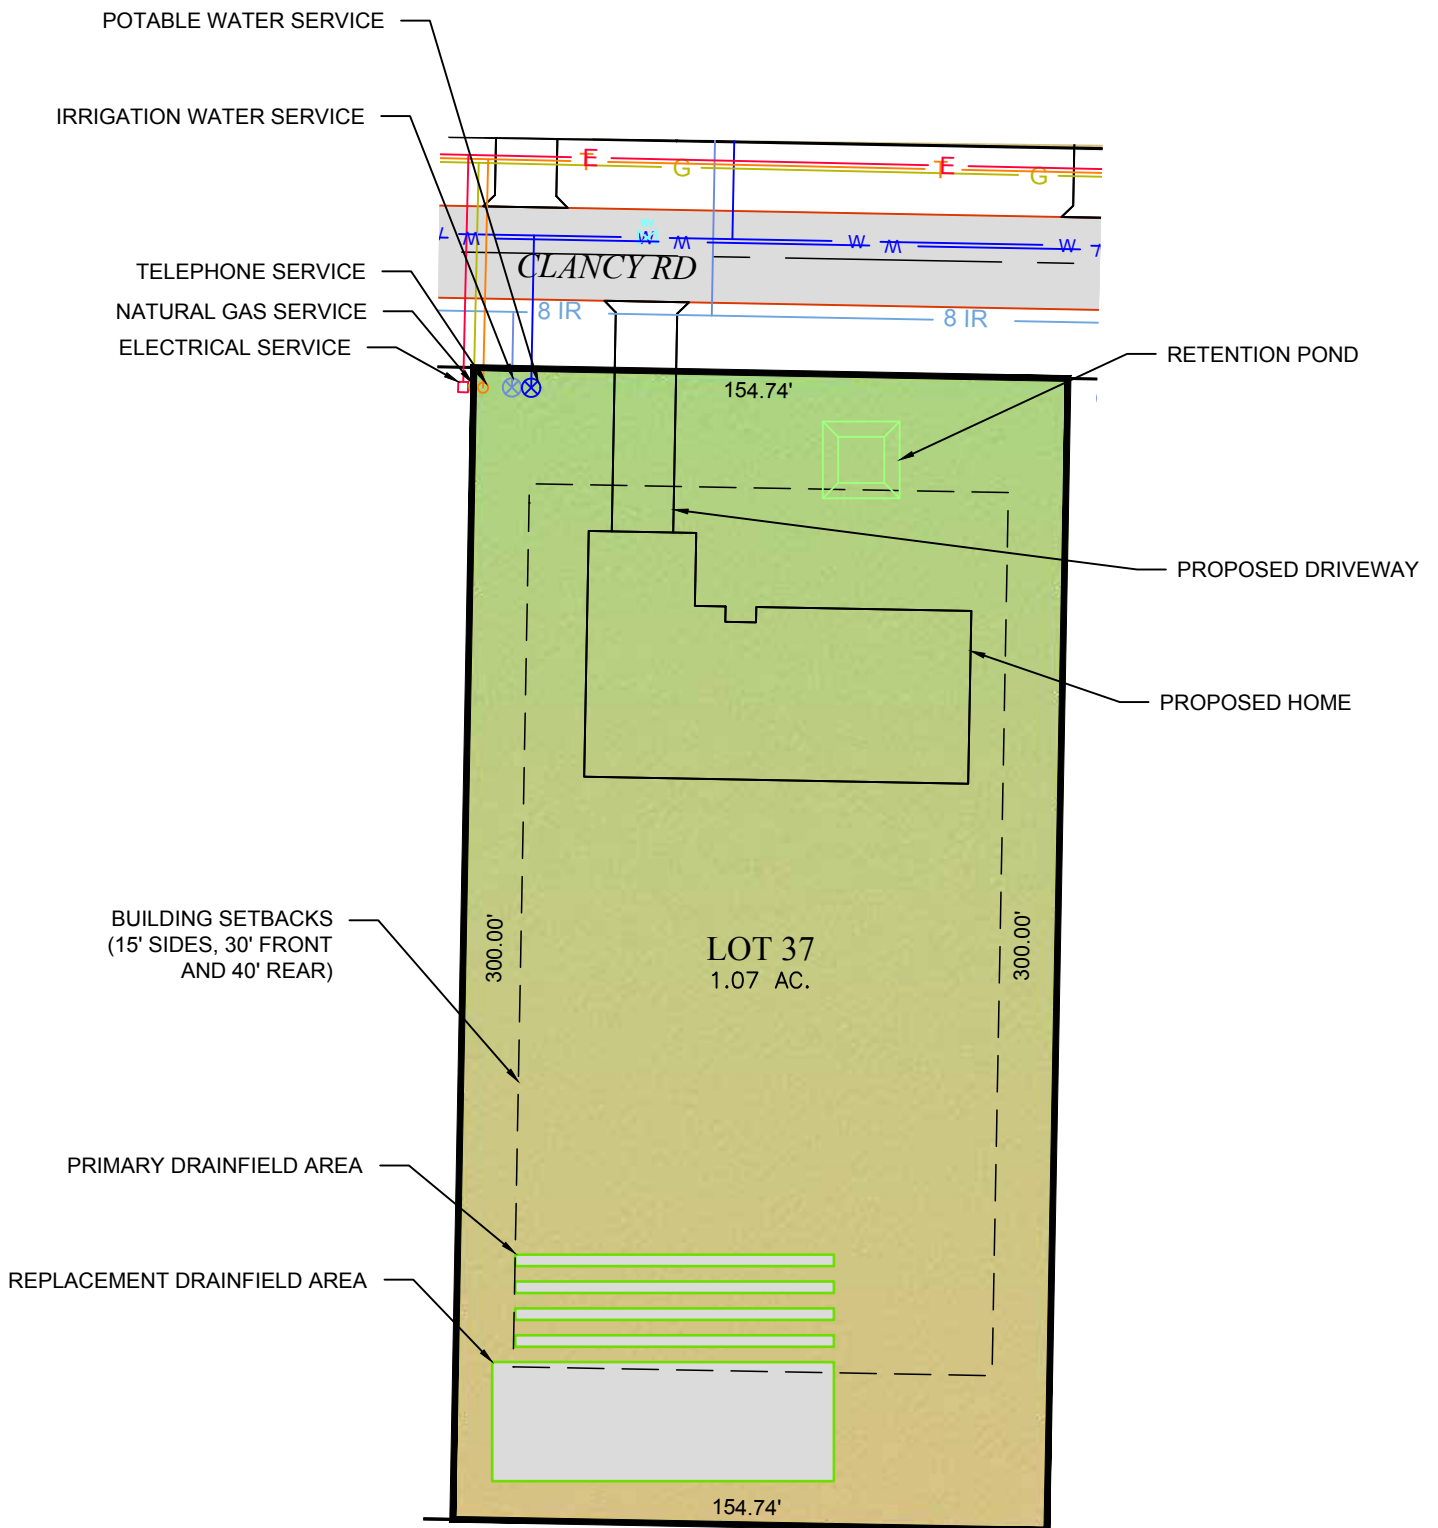 POTABLE WATER SERVICE
IRRIGATION WATER SERVICE
E
T
G
E
T
G
W
W
W
W
W
W
CLANCY RD
TELEPHONE SERVICE
NATURAL GAS SERVICE
ELECTRICAL SERVICE
8 IR
8 IR
RETENTION POND
154.74'
PROPOSED DRIVEWAY
PROPOSED HOME
BUILDING SETBACKS
(15' SIDES, 30' FRONT
AND 40' REAR)
300.00'
LOT 37
1.07 AC.
300.00'
PRIMARY DRAINFIELD AREA
REPLACEMENT DRAINFIELD AREA
154.74'